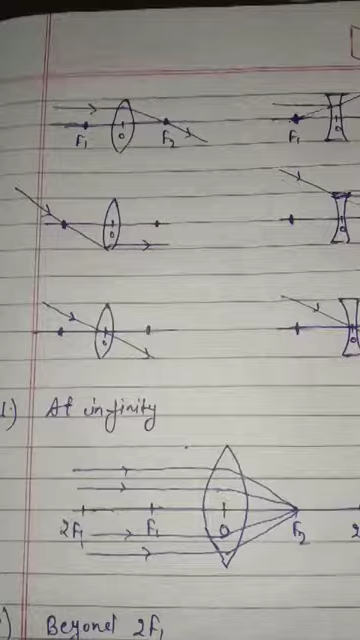 F₁ O F₂ F₁ O
O O
O O
1.) At infinity
2F₁ F₁ O F₂ 2
Beyond 2F₁